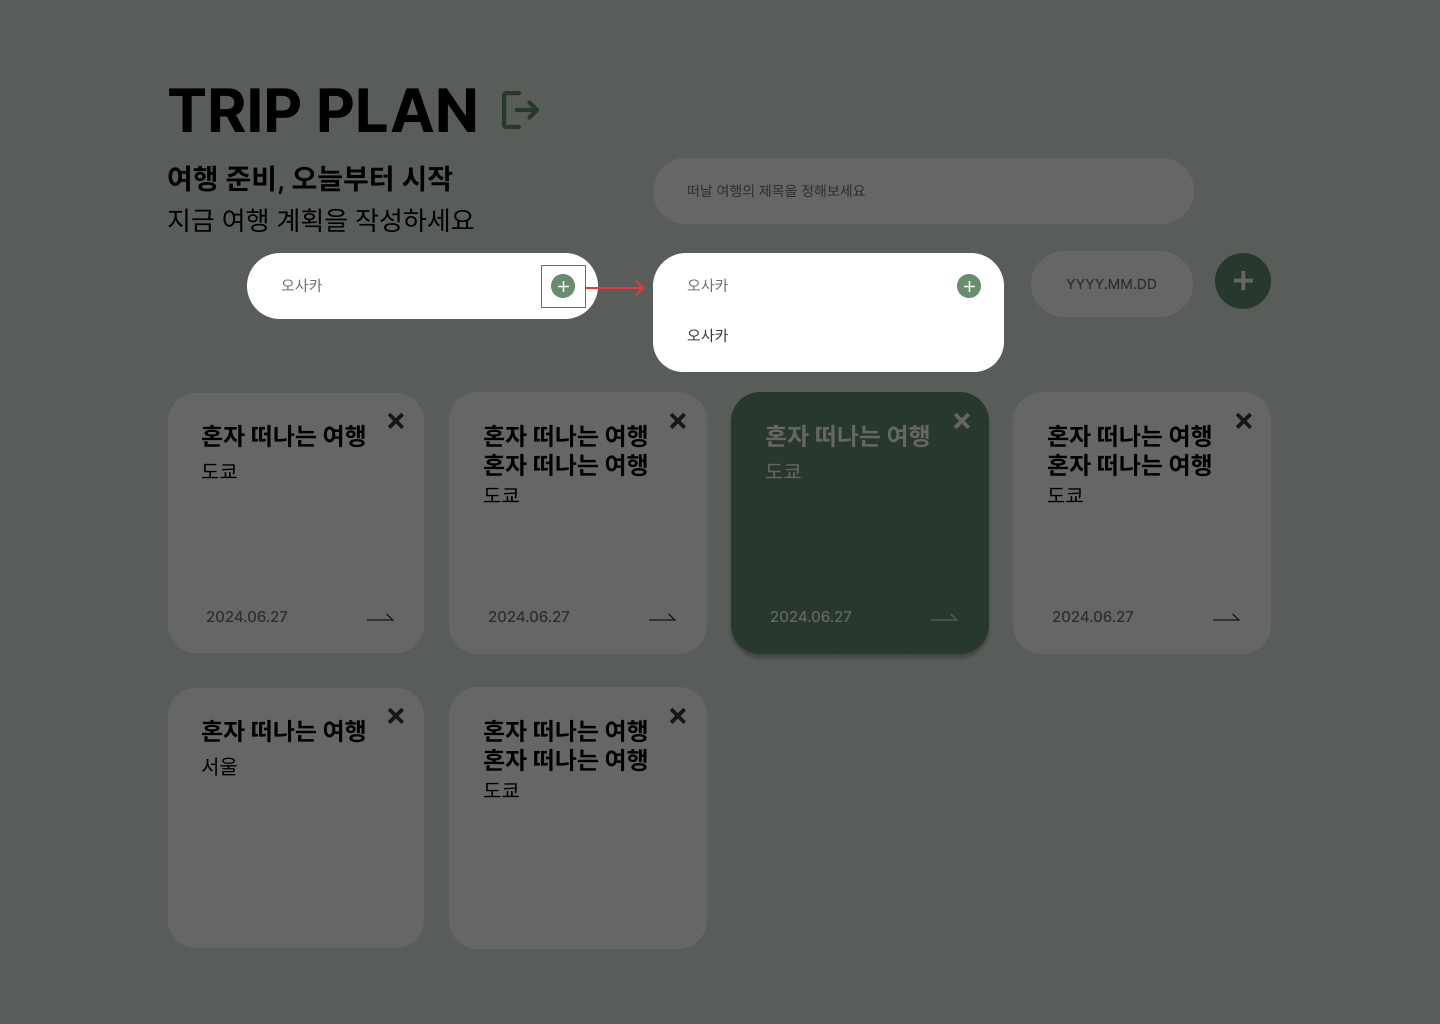 TRIP PLAN
여행 준비, 오늘부터 시작
지금 여행 계획을 작성하세요
떠날 여행의 제목을 정해보세요
오사카
오사카
오사카
YYYY.MM.DD
혼자 떠나는 여행
도쿄
2024.06.27
혼자 떠나는 여행
혼자 떠나는 여행
도쿄
2024.06.27
혼자 떠나는 여행
도쿄
2024.06.27
혼자 떠나는 여행
혼자 떠나는 여행
도쿄
2024.06.27
혼자 떠나는 여행
서울
혼자 떠나는 여행
혼자 떠나는 여행
도쿄